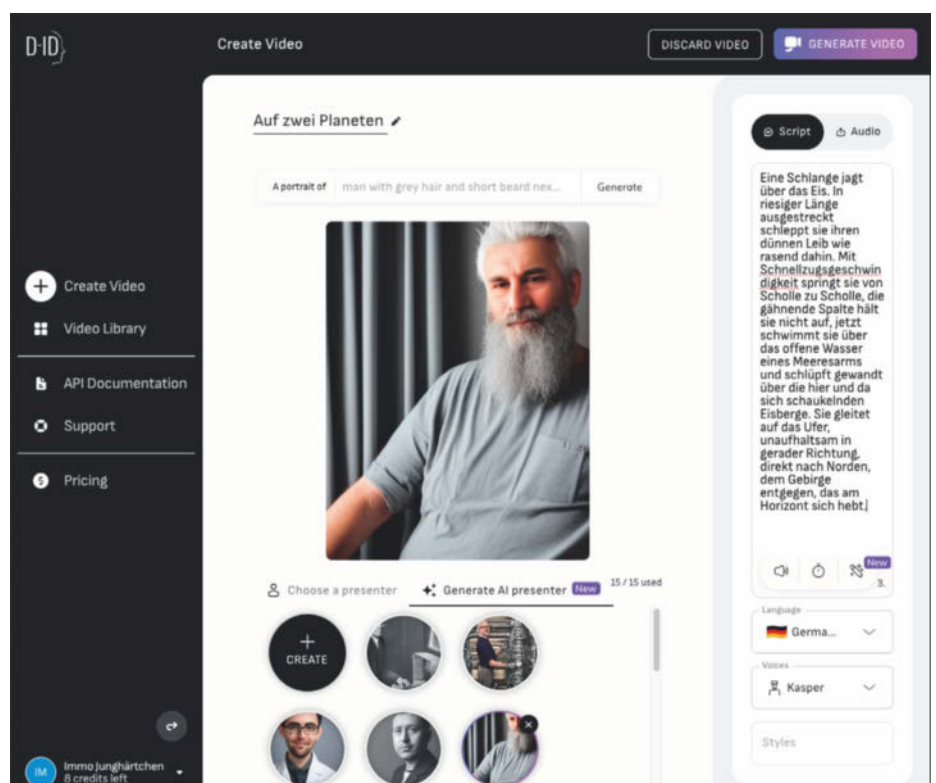 D-ID
Create Video
DISCARD VIDEO
GENERATE VIDEO
Create Video
Video Library
API Documentation
Support
Pricing
IM
Immo Junghärtchen
8 credits left
Auf zwei Planeten
A portrait of man with grey hair and short beard nex... Generate
Choose a presenter
Generate AI presenter New
15 / 15 used
+
CREATE
Script
Audio
Eine Schlange jagt
über das Eis. In
riesiger Länge
ausgestreckt
schleppt sie ihren
dünnen Leib wie
rasend dahin. Mit
Schnellzugsgeschwin
digkeit springt sie von
Scholle zu Scholle, die
gähnende Spalte hält
sie nicht auf, jetzt
schwimmt sie über
das offene Wasser
eines Meeresarms
und schlüpft gewandt
über die hier und da
sich schaukelnden
Eisberge. Sie gleitet
auf das Ufer,
unaufhaltsam in
gerader Richtung,
direkt nach Norden,
dem Gebirge
entgegen, das am
Horizont sich hebt.
New
3.
Language
Germa...
Voices
Kasper
Styles